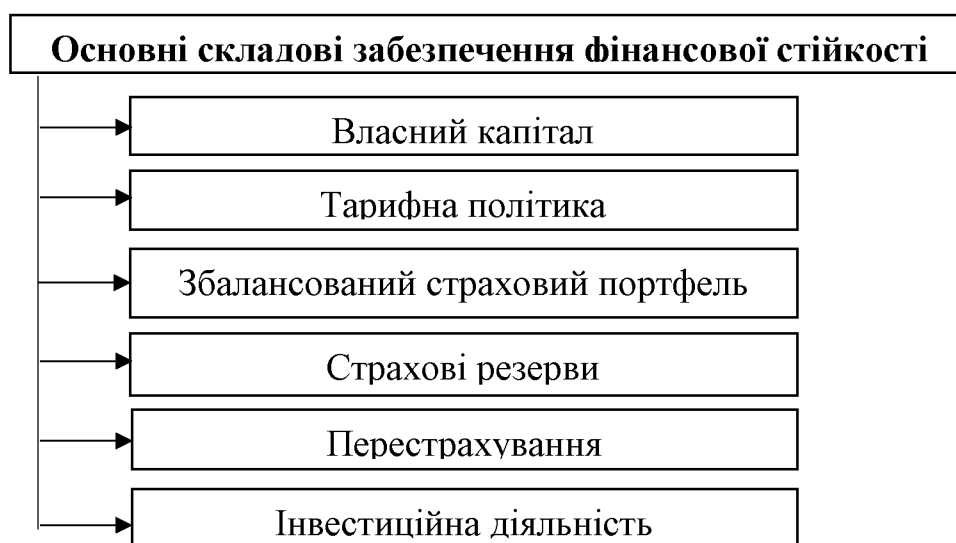 Основні складові забезпечення фінансової стійкості
Власний капітал
Тарифна політика
Збалансований страховий портфель
Страхові резерви
Перестрахування
Інвестиційна діяльність